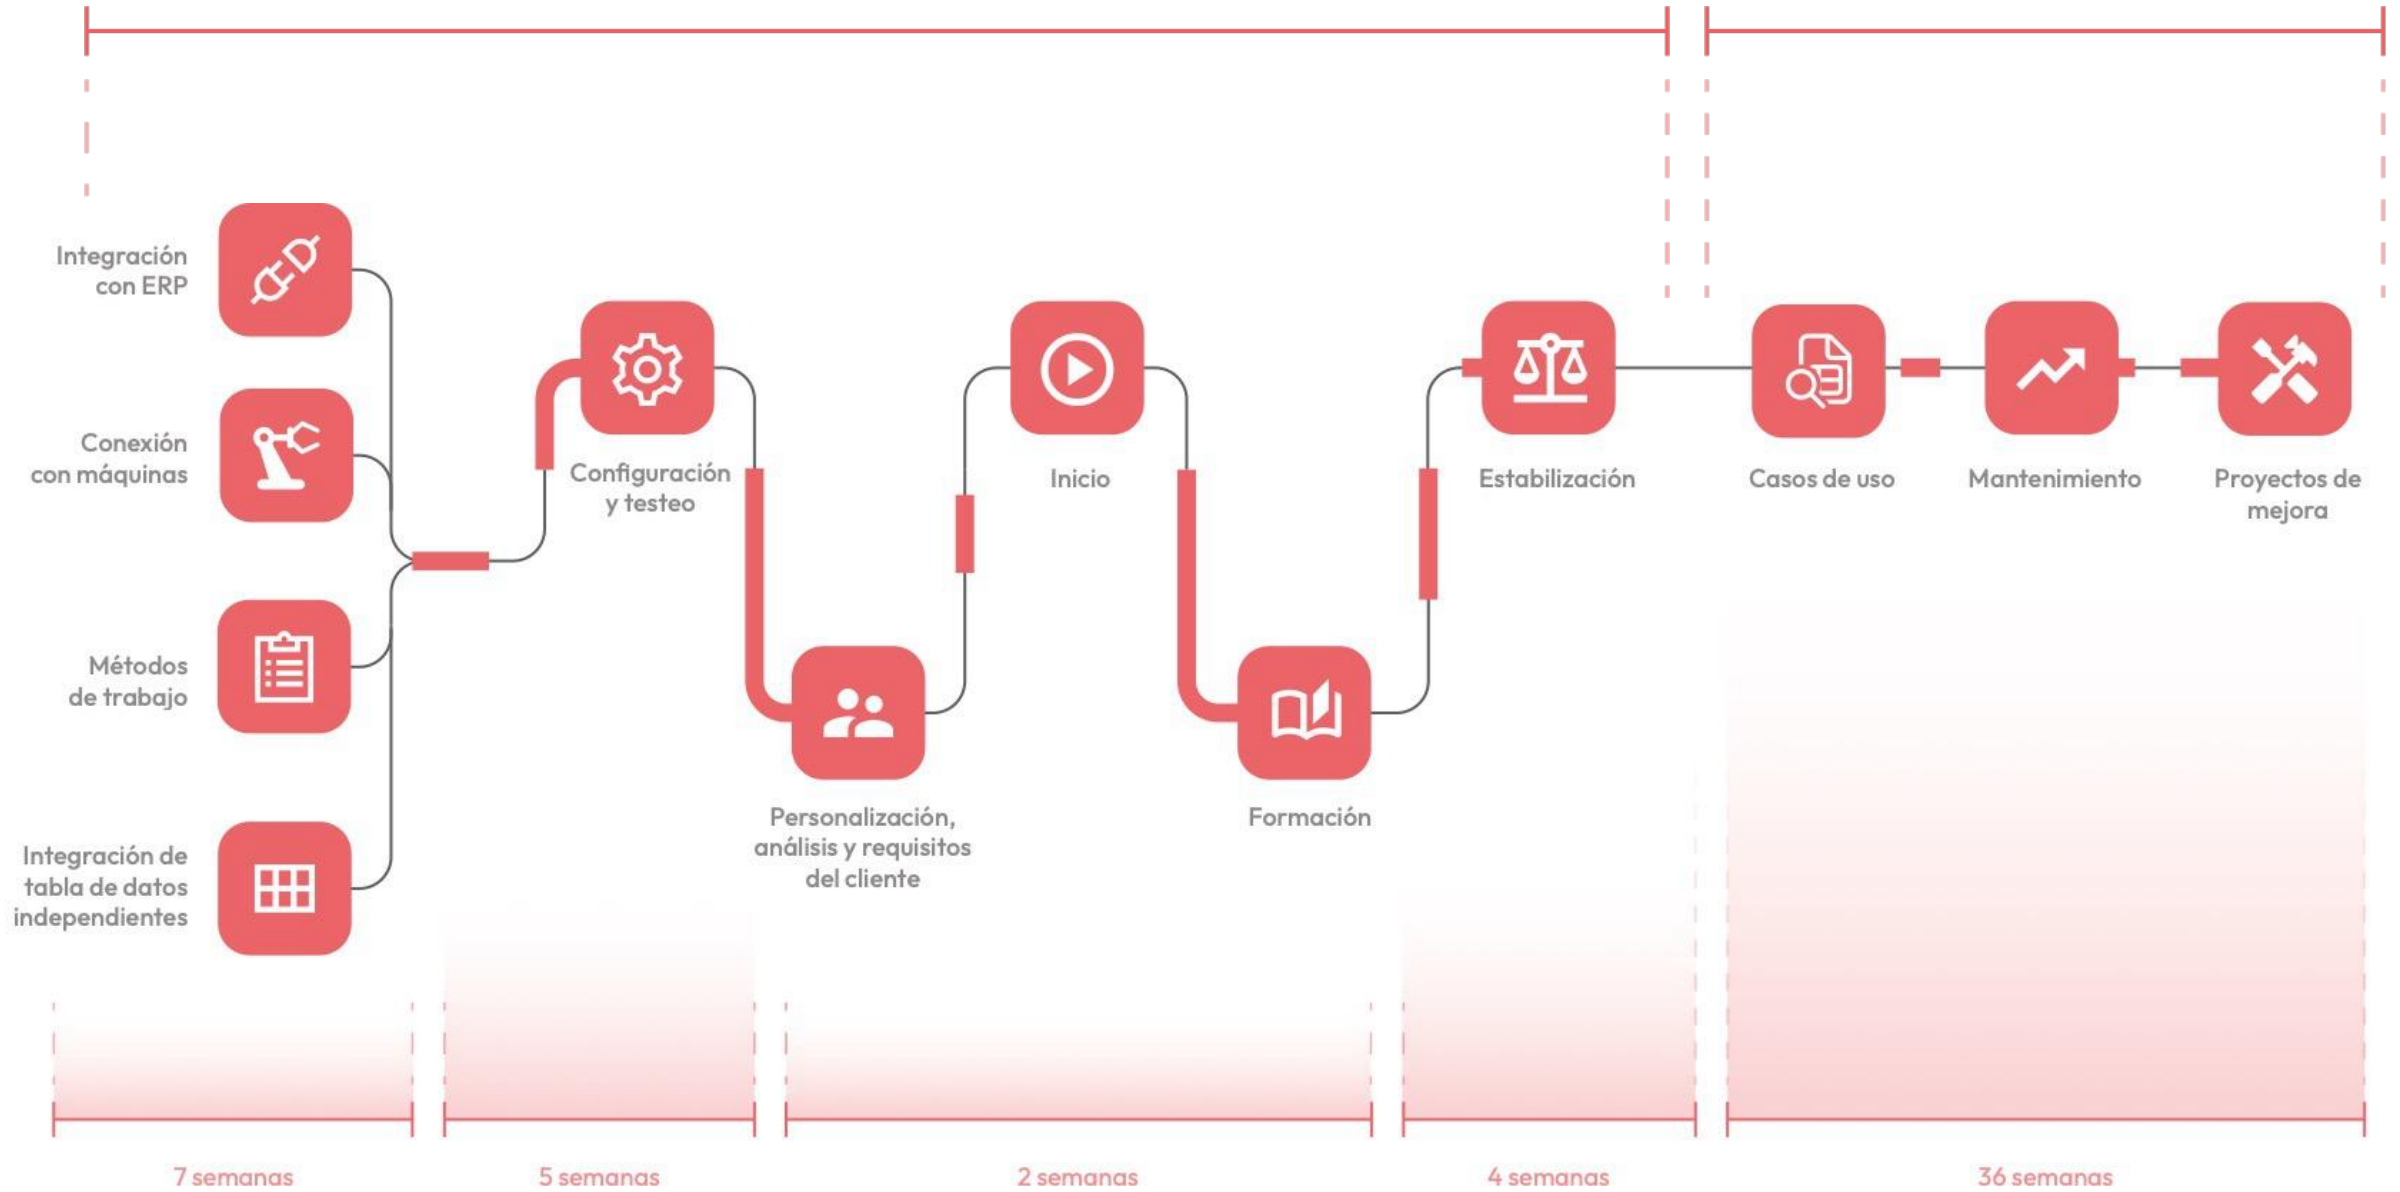 Integración
con ERP
Conexión
con máquinas
Métodos
de trabajo
Integración de
tabla de datos
independientes
Configuración
y testeo
Personalización,
análisis y requisitos
del cliente
Inicio
Formación
Estabilización
Casos de uso
Mantenimiento
Proyectos de
mejora
7 semanas
5 semanas
2 semanas
4 semanas
36 semanas